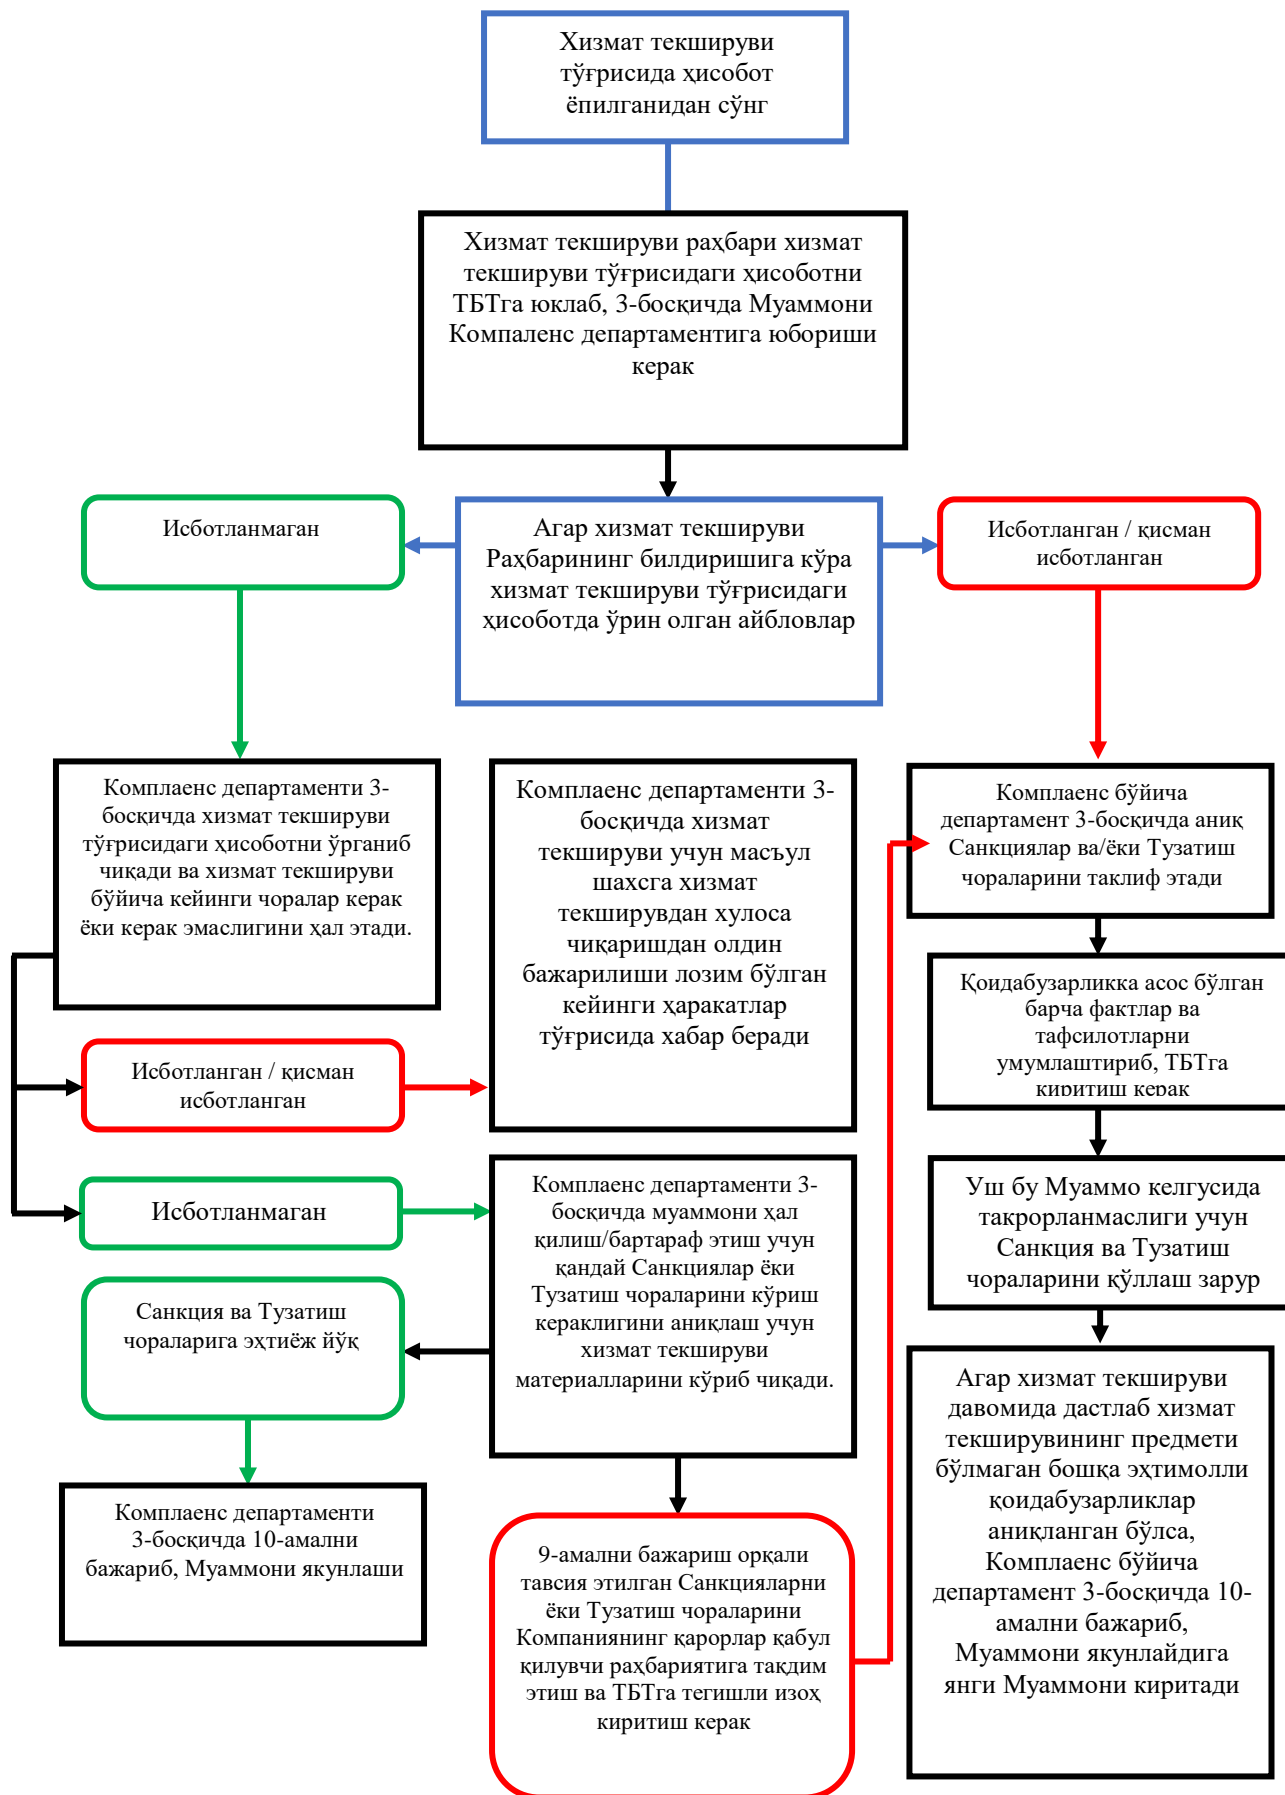 Хизмат текшируви
тўғрисида ҳисобот
ёпилганидан сўнг
Хизмат текшируви раҳбари хизмат
текшируви тўғрисидаги ҳисоботни
ТБТга юклаб, 3-босқичда Муаммони
Компаленс департаментига юбориши
керак
Исботланмаган
Агар хизмат текшируви
Раҳбарининг билдиришига кўра
хизмат текшируви тўғрисидаги
ҳисоботда ўрин олган айбловлар
Исботланган / қисман
исботланган
Комплаенс департаменти 3-
босқичда хизмат текшируви
тўғрисидаги ҳисоботни ўрганиб
чиқади ва хизмат текшируви
бўйича кейинги чоралар керак
ёки керак эмаслигини ҳал этади.
Комплаенс департаменти 3-
босқичда хизмат
текшируви учун масъул
шахсга хизмат
текширувдан хулоса
чиқаришдан олдин
бажарилиши лозим бўлган
кейинги ҳаракатлар
тўғрисида хабар беради
Комплаенс бўйича
департамент 3-босқичда аниқ
Санкциялар ва/ёки Тузатиш
чораларини таклиф этади
Қоидабузарликка асос бўлган
барча фактлар ва
тафсилотларни
умумлаштириб, ТБТга
киритиш керак
Исботланган / қисман
исботланган
Исботланмаган
Комплаенс департаменти 3-
босқичда муаммони ҳал
қилиш/бартараф этиш учун
қандай Санкциялар ёки
Тузатиш чораларини кўриш
кераклигини аниқлаш учун
хизмат текшируви
материалларини кўриб чиқади.
Уш бу Муаммо келгусида
такрорланмаслиги учун
Санкция ва Тузатиш
чораларини қўллаш зарур
Санкция ва Тузатиш
чораларига эҳтиёж йўқ
Агар хизмат текшируви
давомида дастлаб хизмат
текширувининг предмети
бўлмаган бошқа эҳтимолли
қоидабузарликлар
аниқланган бўлса,
Комплаенс бўйича
департамент 3-босқичда 10-
амални бажариб,
Муаммони якунлайдига
янги Муаммони киритади
Комплаенс департаменти
3-босқичда 10-амални
бажариб, Муаммони якунлаши
9-амални бажариш орқали
тавсия этилган Санкцияларни
ёки Тузатиш чораларини
Компаниянинг қарорлар қабул
қилувчи раҳбариятига тақдим
этиш ва ТБТга тегишли изоҳ
киритиш керак